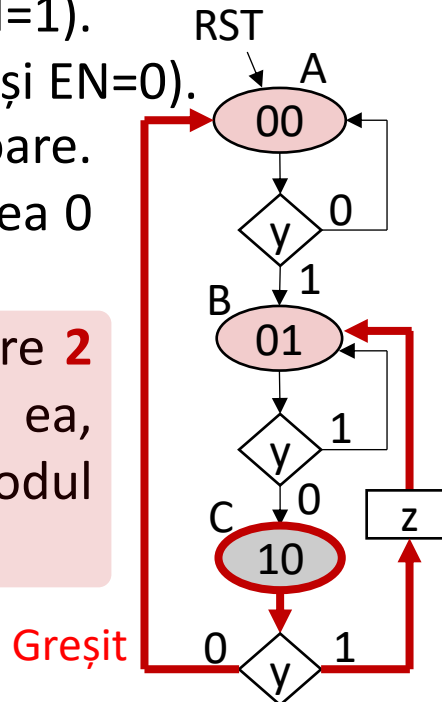 =1).
RST
A
și EN=0).
00
oare.
0
ea 0
y
1
B
re 2
01
ea,
1
y
odul
0
z
C
10
Greșit
0
1
y